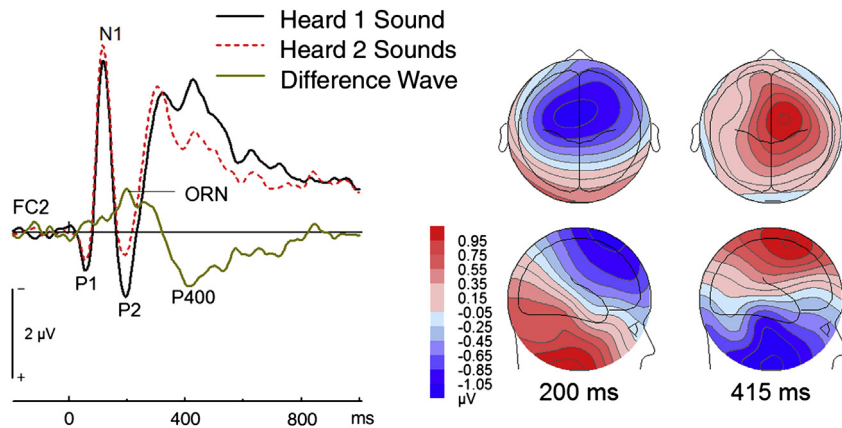 Heard 1 Sound
Heard 2 Sounds
Difference Wave
N1
ORN
FC2
P1
P2
P400
−
2 µV
+
0
400
800
ms
0.95
0.75
0.55
0.35
0.15
-0.05
-0.25
-0.45
-0.65
-0.85
-1.05
µV
200 ms
415 ms